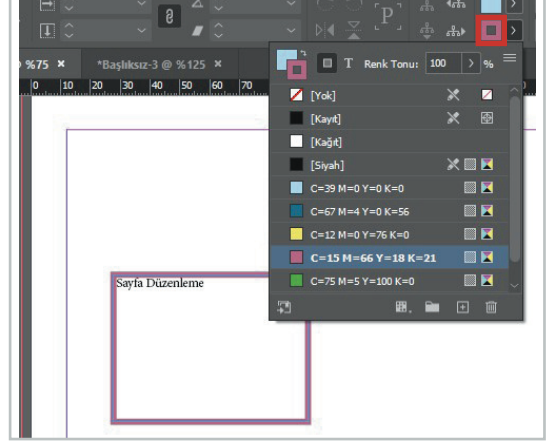 P
%75 × *Başlıksız-3 @ %125 ×
0 10 20 30 40 50 60 70
T Renk Tonu: 100 %
[Yok]
[Kayıt]
[Kağıt]
[Siyah]
C=39 M=0 Y=0 K=0
C=67 M=4 Y=0 K=56
C=12 M=0 Y=76 K=0
C=15 M=66 Y=18 K=21
C=75 M=5 Y=100 K=0
Sayfa Düzenleme